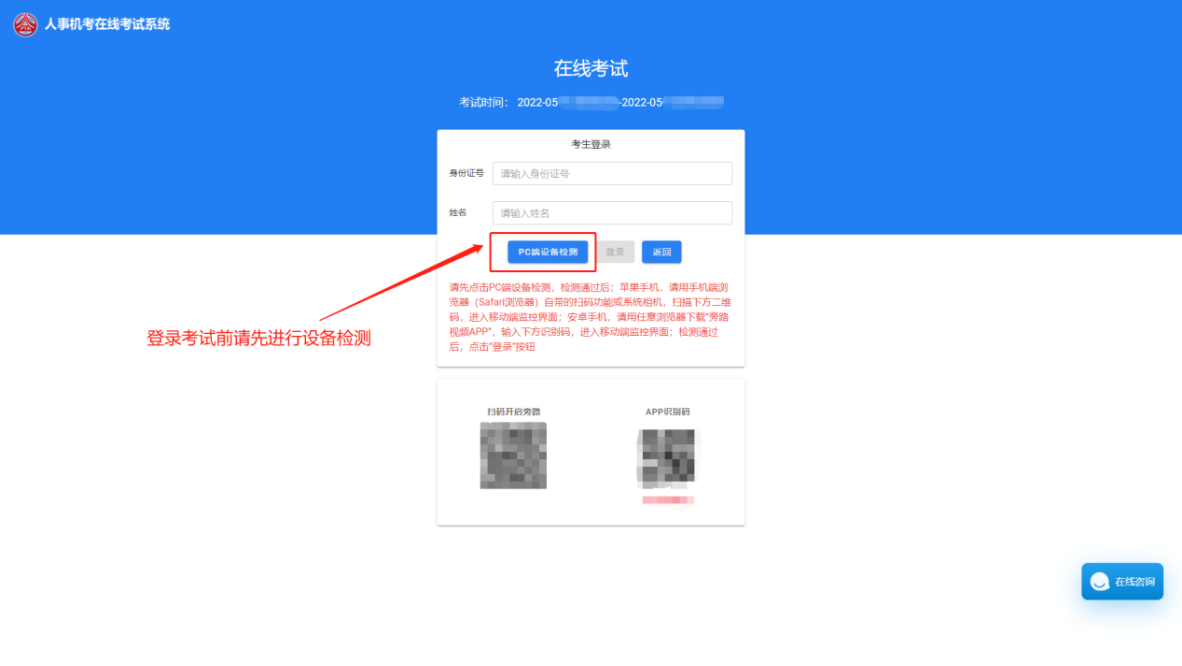 人事机考在线考试系统
在线考试
考试时间： 2022-05 -2022-05
考生登录
身份证号 请输入身份证号
姓名 请输入姓名
PC端设备检测 登录 返回
请先点击PC端设备检测，检测通过后；苹果手机，请用手机端浏
览器（Safari浏览器）自带的扫码功能或系统相机，扫描下方二维
码，进入移动端监控界面；安卓手机，请用任意浏览器下载“旁路
视频APP”，输入下方识别码，进入移动端监控界面；检测通过
后，点击“登录”按钮
登录考试前请先进行设备检测
扫码开启旁路 APP识别码
在线咨询